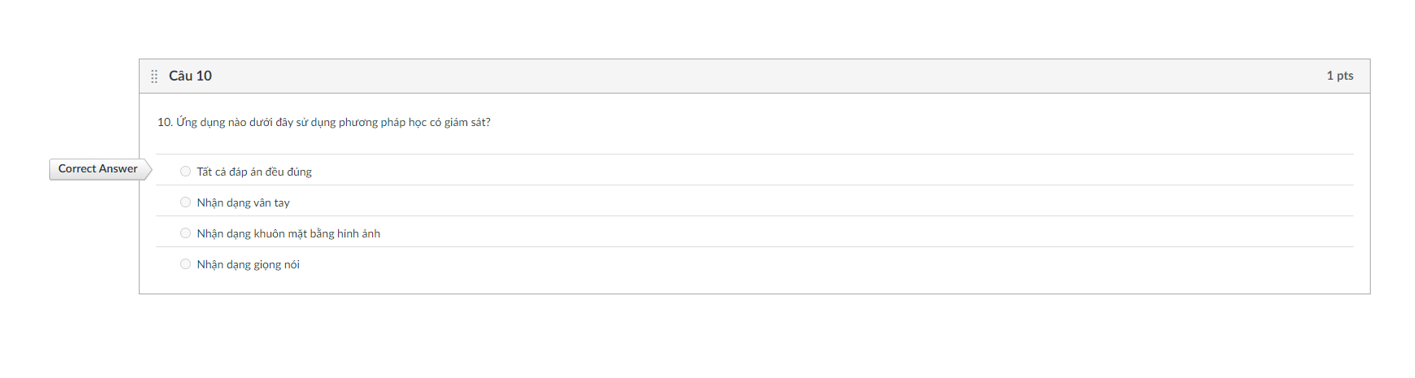 Câu 10
1 pts
10. Ứng dụng nào dưới đây sử dụng phương pháp học có giám sát?
Correct Answer
Tất cả đáp án đều đúng
Nhận dạng vân tay
Nhận dạng khuôn mặt bằng hình ảnh
Nhận dạng giọng nói